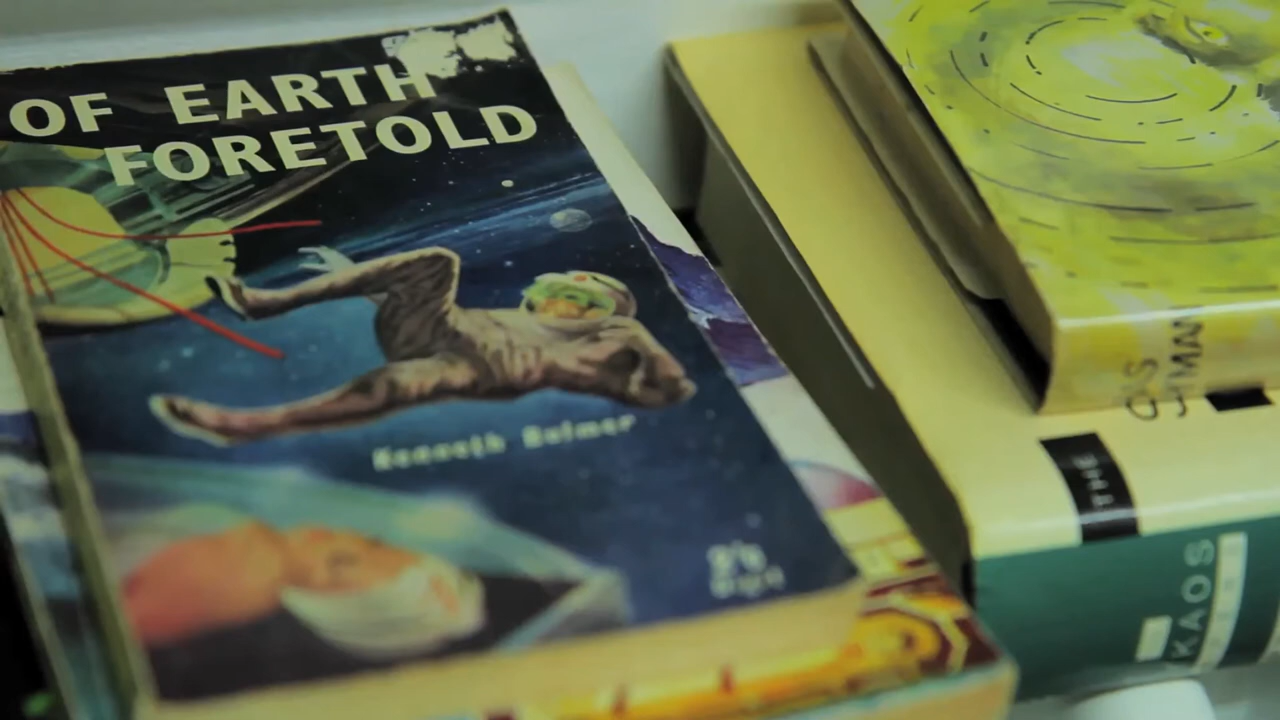 OF EARTH
FORETOLD
Kenneth Bulmer
THE
KAOS